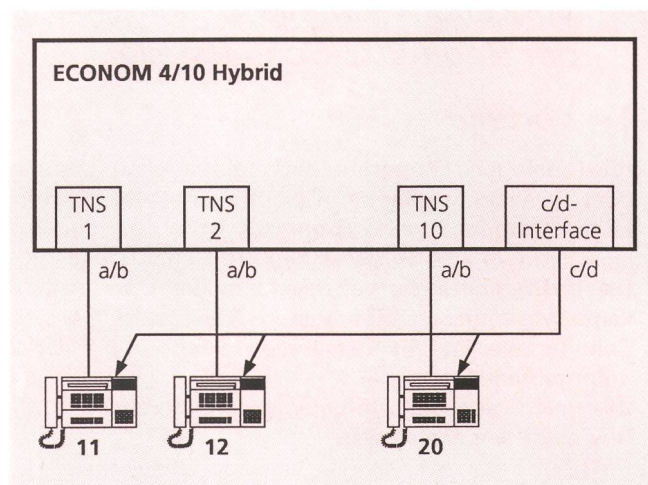 ECONOM 4/10 Hybrid
TNS
1
TNS
2
TNS
10
c/d-
Interface
a/b
a/b
a/b
c/d
11
12
20